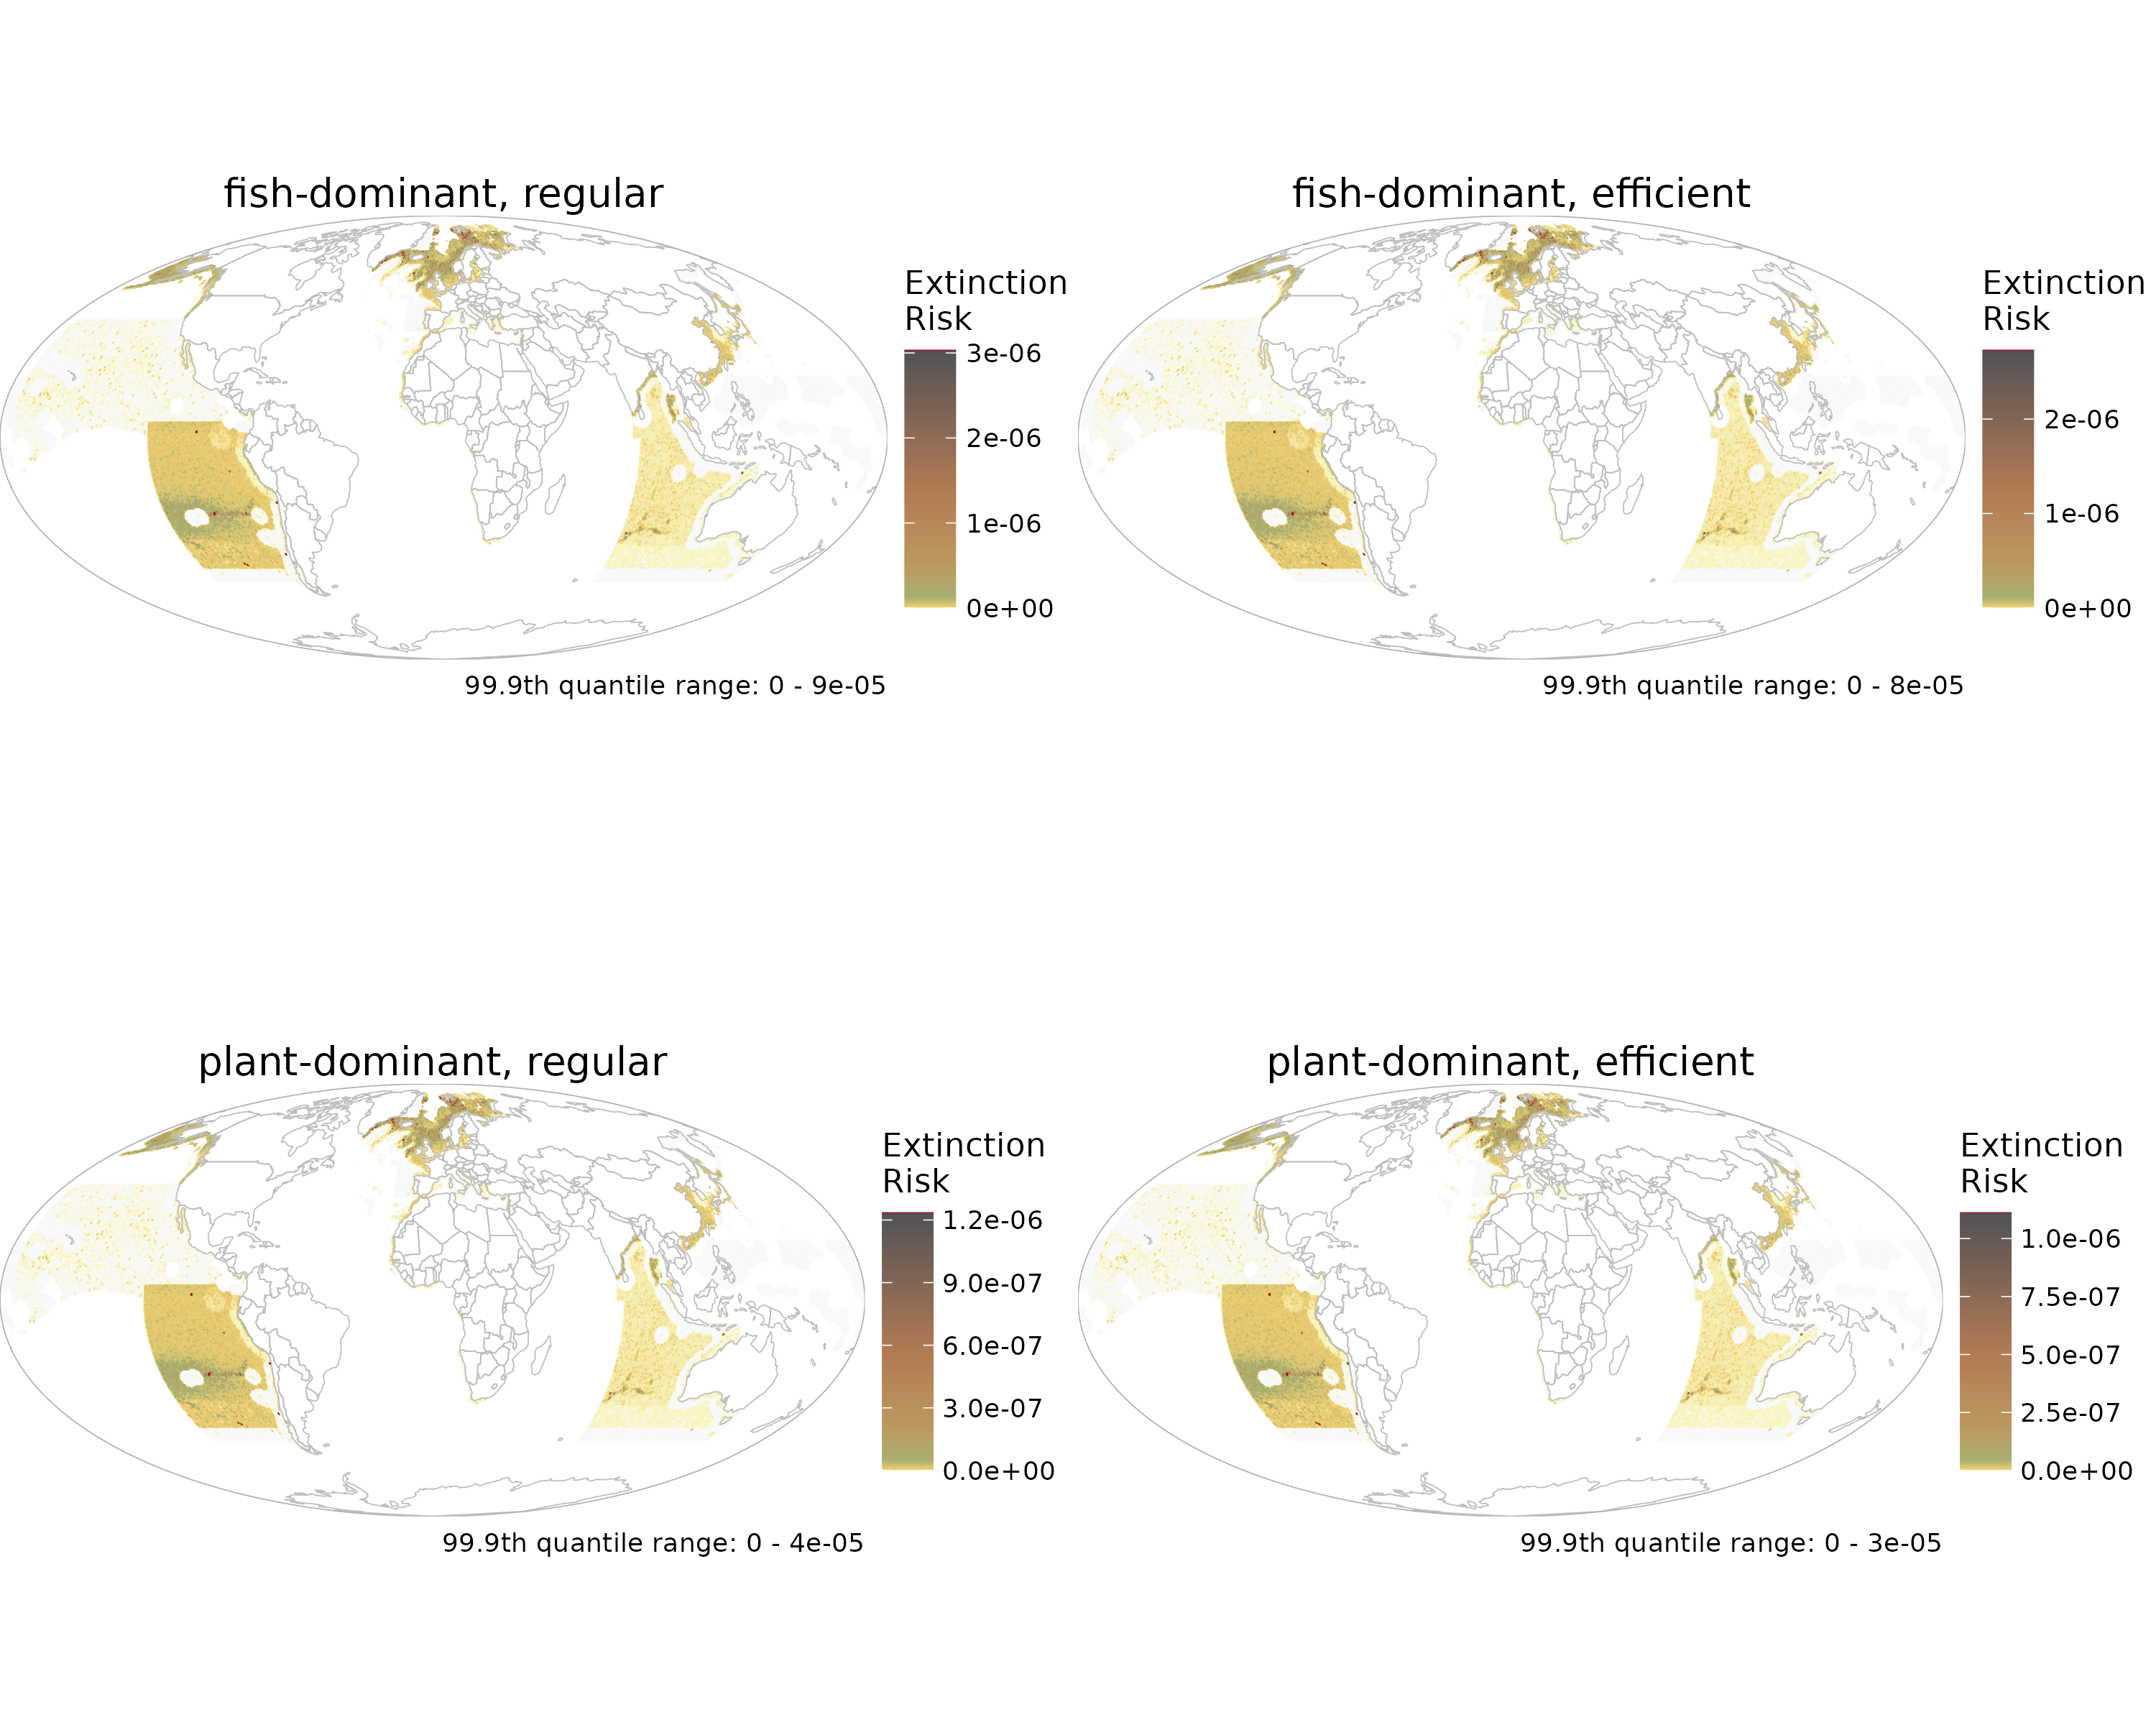 fish-dominant, regular
Extinction
Risk
3e-06
2e-06
1e-06
0e+00
99.9th quantile range: 0 - 9e-05
fish-dominant, efficient
Extinction
Risk
2e-06
1e-06
0e+00
99.9th quantile range: 0 - 8e-05
plant-dominant, regular
Extinction
Risk
1.2e-06
9.0e-07
6.0e-07
3.0e-07
0.0e+00
99.9th quantile range: 0 - 4e-05
plant-dominant, efficient
Extinction
Risk
1.0e-06
7.5e-07
5.0e-07
2.5e-07
0.0e+00
99.9th quantile range: 0 - 3e-05